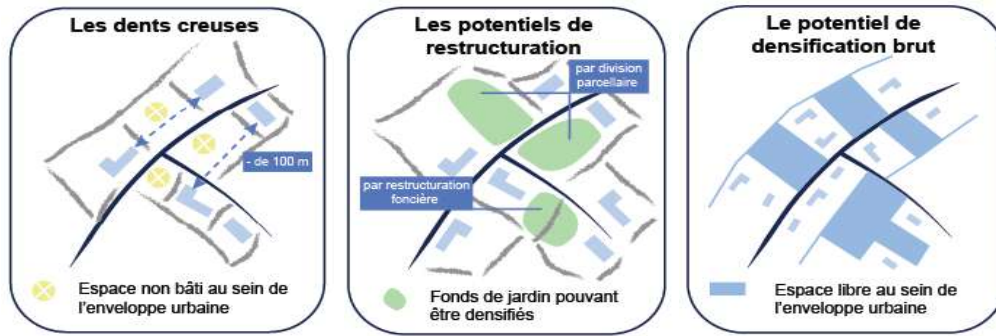 Les dents creuses
- de 100 m
Espace non bâti au sein de
l'enveloppe urbaine
Les potentiels de
restructuration
par division
parcellaire
par restructuration
foncière
Fonds de jardin pouvant
être densifiés
Le potentiel de
densification brut
Espace libre au sein de
l'enveloppe urbaine